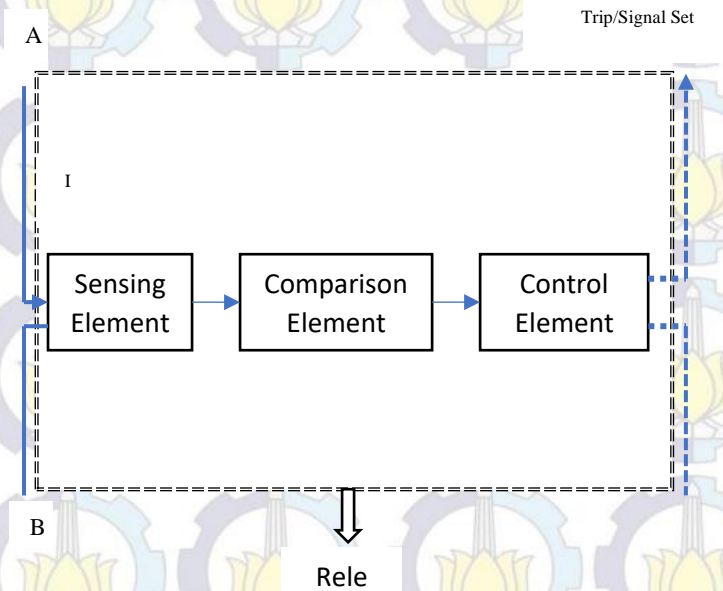 Trip/Signal Set
A
I
Sensing
Element
Comparison
Element
Control
Element
B
Rele